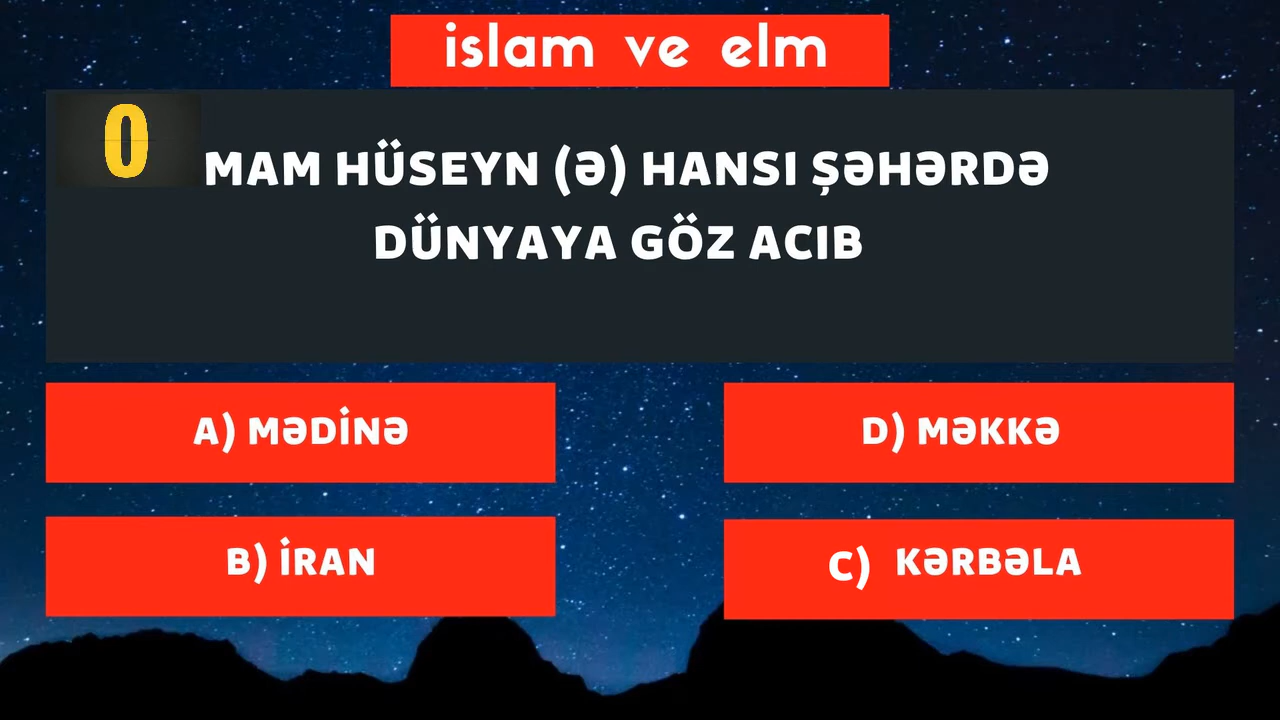 islam ve elm
0
MAM HÜSEYN (Ə) HANSI ŞƏHƏRDƏ
DÜNYAYA GÖZ ACIB
A) MƏDİNƏ
D) MƏKKƏ
B) İRAN
C) KƏRBƏLA